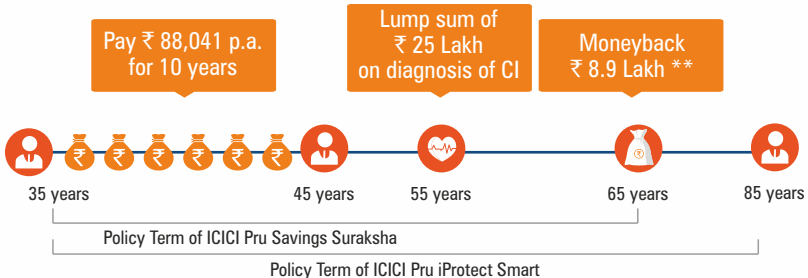 Pay ₹ 88,041 p.a.
for 10 years
Lump sum of
₹ 25 Lakh
on diagnosis of CI
Moneyback
₹ 8.9 Lakh **
₹ ₹ ₹ ₹ ₹ ₹
₹
35 years
45 years
55 years
65 years
85 years
Policy Term of ICICI Pru Savings Suraksha
Policy Term of ICICI Pru iProtect Smart